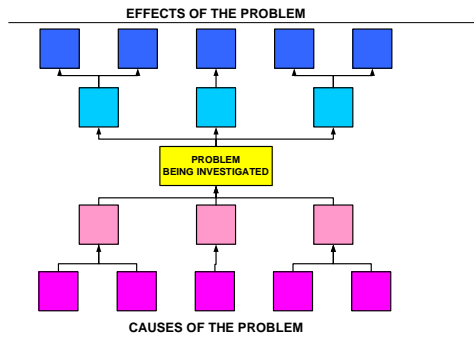 EFFECTS OF THE PROBLEM
PROBLEM
BEING INVESTIGATED
CAUSES OF THE PROBLEM